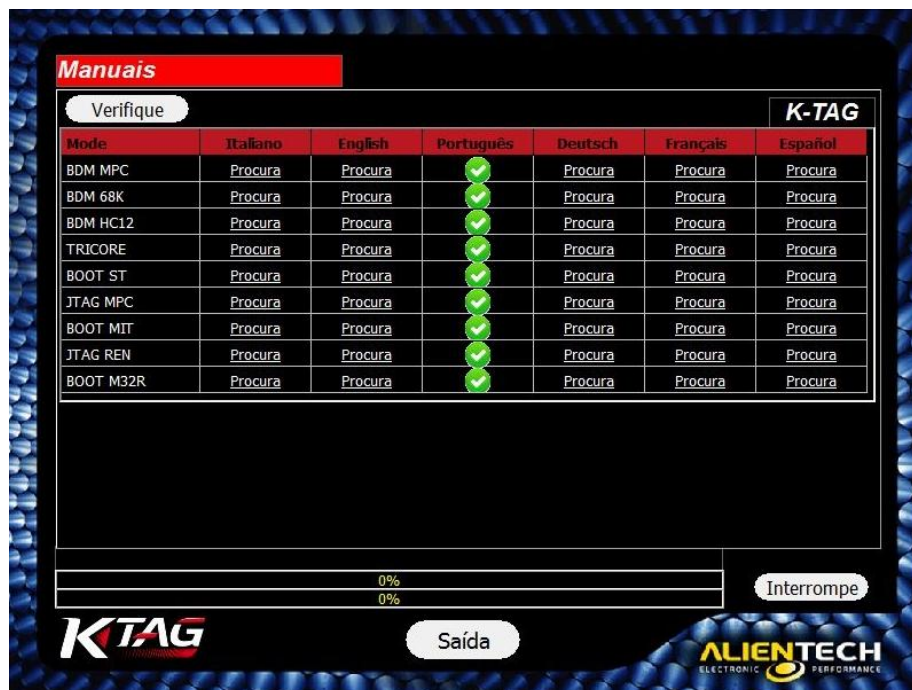 Manuais
Verifique
K-TAG
Mode Italiano English Português Deutsch Français Español
BDM MPC Procura Procura Procura Procura Procura
BDM 68K Procura Procura Procura Procura Procura
BDM HC12 Procura Procura Procura Procura Procura
TRICORE Procura Procura Procura Procura Procura
BOOT ST Procura Procura Procura Procura Procura
JTAG MPC Procura Procura Procura Procura Procura
BOOT MIT Procura Procura Procura Procura Procura
JTAG REN Procura Procura Procura Procura Procura
BOOT M32R Procura Procura Procura Procura Procura
0%
0%
Interrompe
KTAG
Saída
ALIENTECH
ELECTRONIC PERFORMANCE